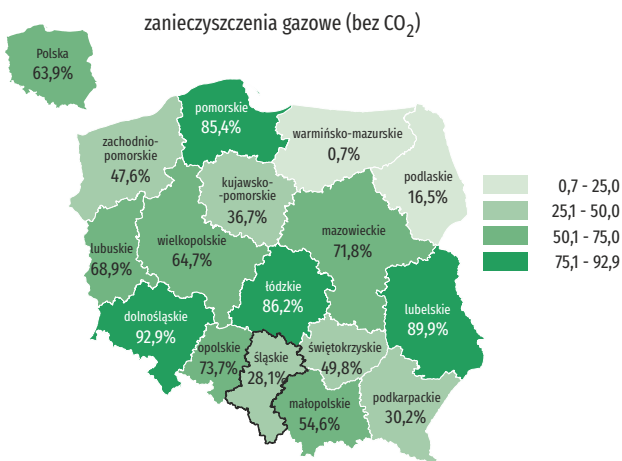 zanieczyszczenia gazowe (bez CO₂)
Polska
63,9%
pomorskie
85,4%
warmińsko-mazurskie
0,7%
zachodnio-
pomorskie
47,6%
podlaskie
16,5%
kujawsko-
-pomorskie
36,7%
mazowieckie
71,8%
lubuskie
68,9%
wielkopolskie
64,7%
łódzkie
86,2%
lubelskie
89,9%
dolnośląskie
92,9%
opolskie
73,7%
śląskie
28,1%
świętokrzyskie
49,8%
małopolskie
54,6%
podkarpackie
30,2%
0,7 - 25,0
25,1 - 50,0
50,1 - 75,0
75,1 - 92,9